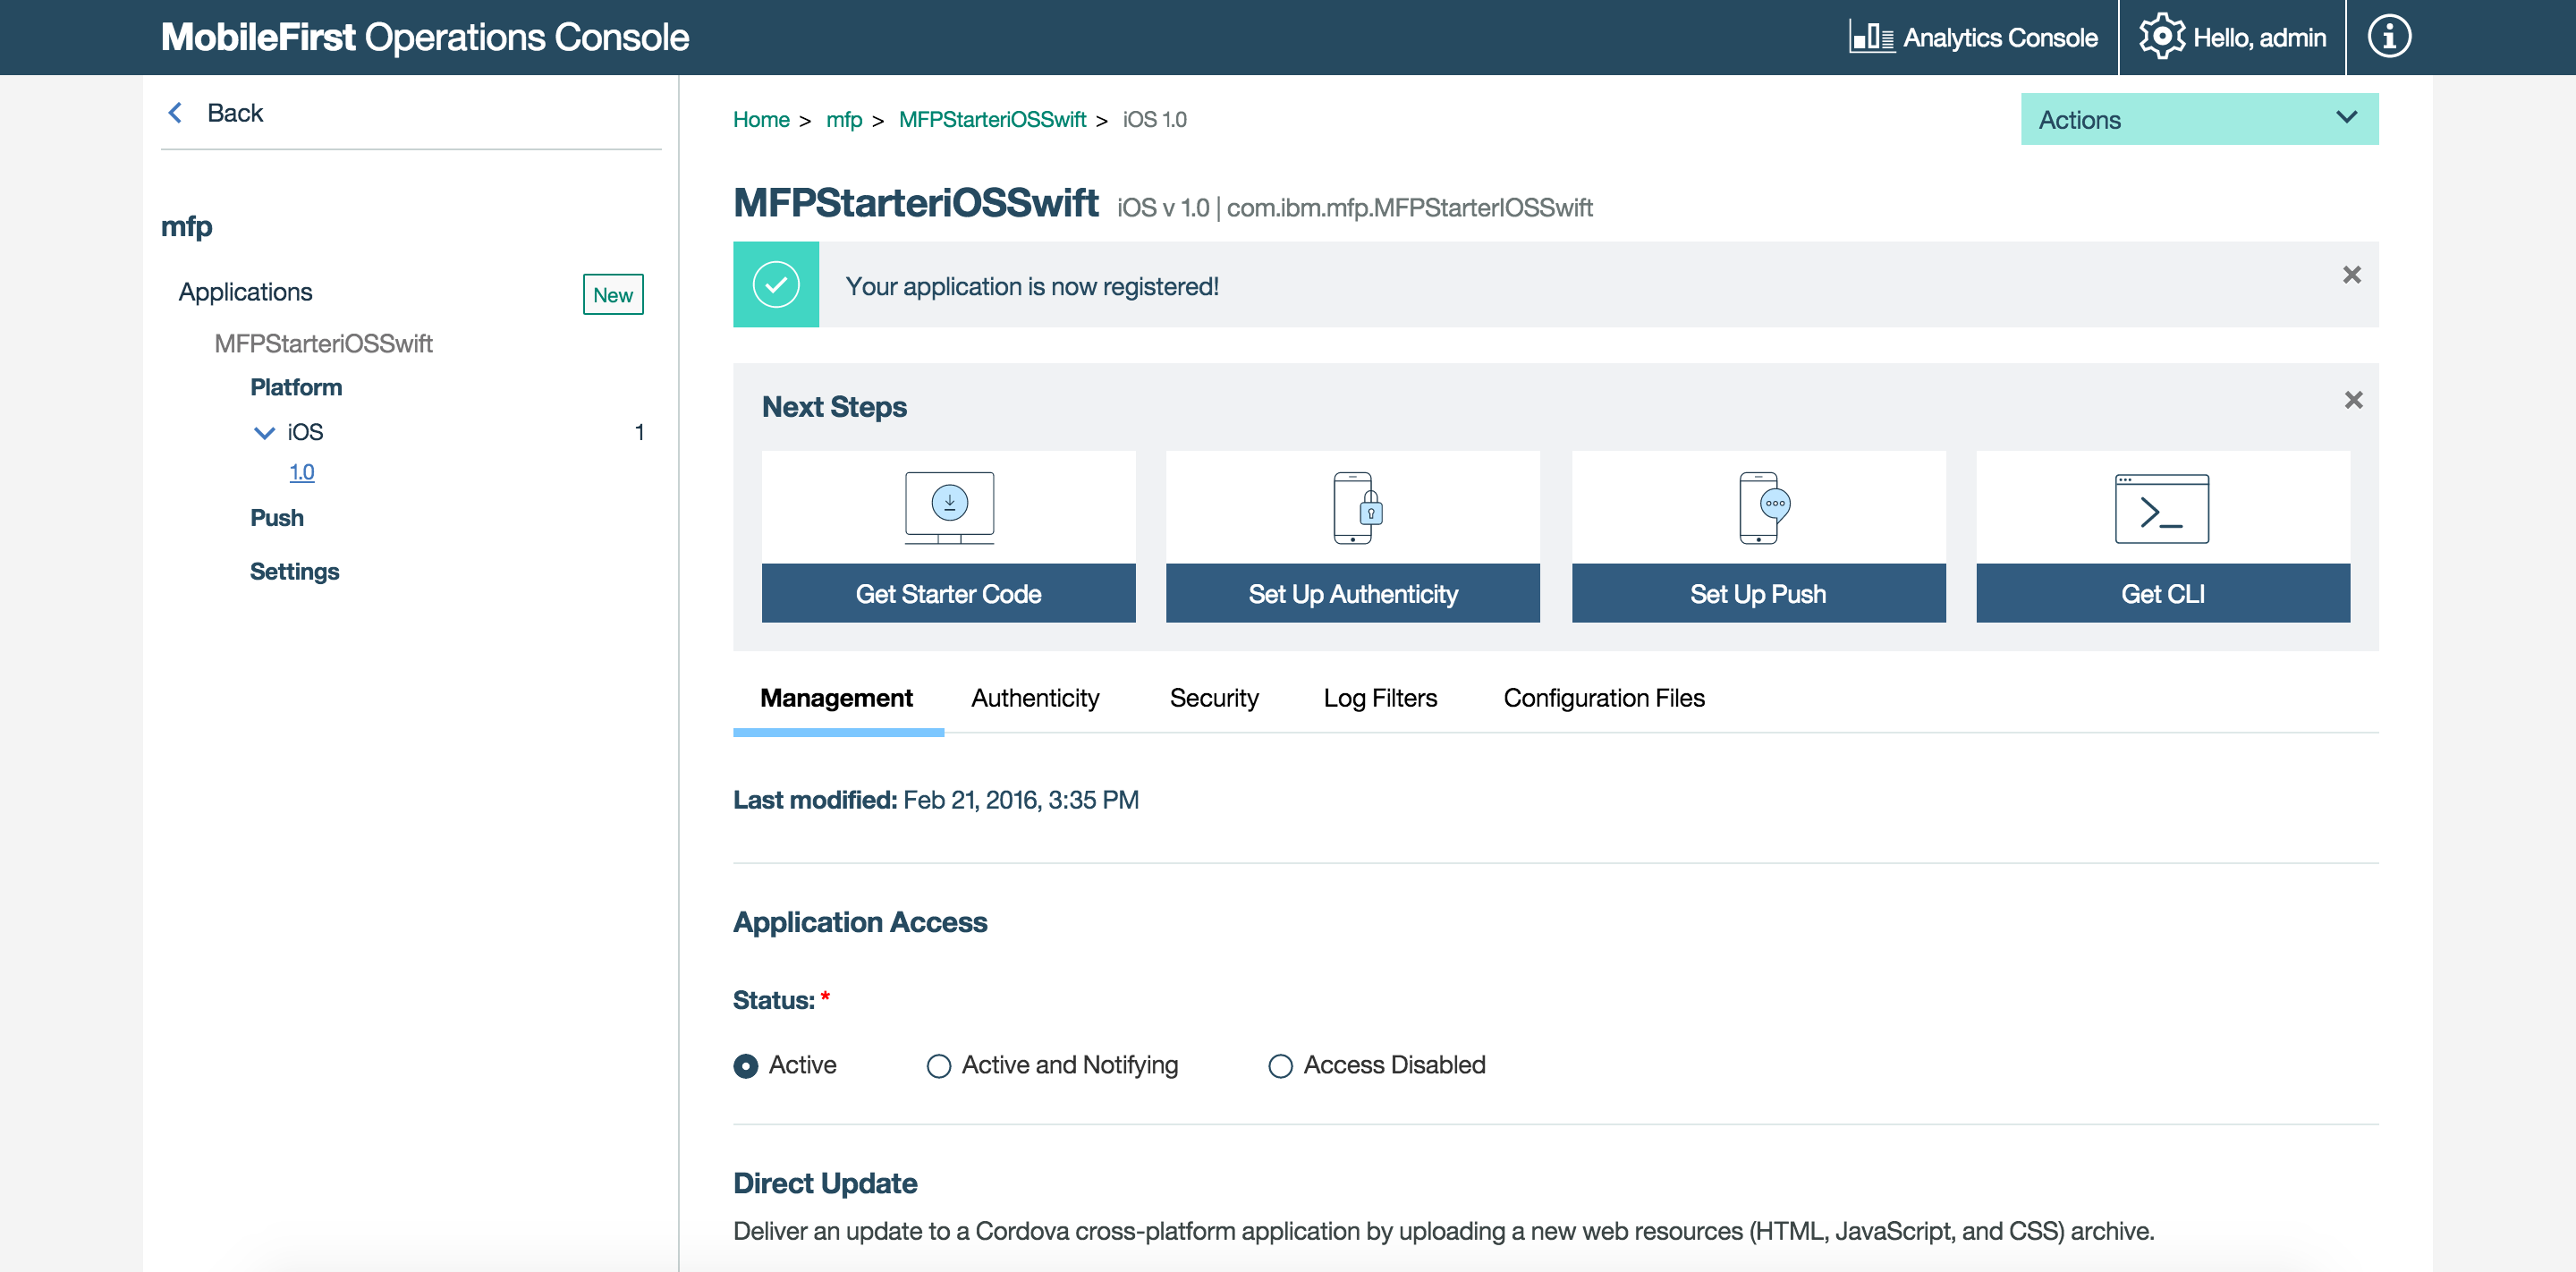 MobileFirst Operations Console
Analytics Console
Hello, admin
Back
mfp
Applications
New
MFPStarteriOSSwift
Platform
iOS 1
1.0
Push
Settings
Home > mfp > MFPStarteriOSSwift > iOS 1.0
Actions
MFPStarteriOSSwift iOS v 1.0 | com.ibm.mfp.MFPStarterIOSSwift
Your application is now registered!
Next Steps
Get Starter Code
Set Up Authenticity
Set Up Push
Get CLI
Management Authenticity Security Log Filters Configuration Files
Last modified: Feb 21, 2016, 3:35 PM
Application Access
Status: *
Active Active and Notifying Access Disabled
Direct Update
Deliver an update to a Cordova cross-platform application by uploading a new web resources (HTML, JavaScript, and CSS) archive.